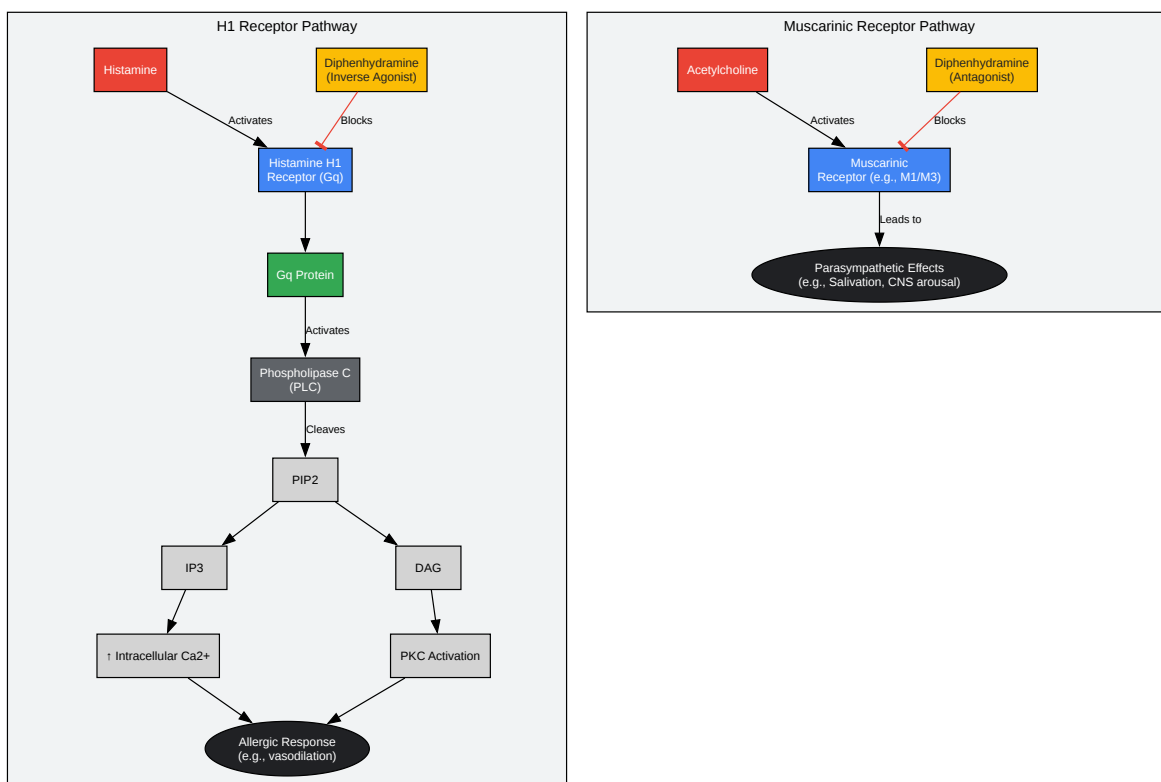 H1 Receptor Pathway
Histamine
Diphenhydramine
(Inverse Agonist)
Activates
Blocks
Histamine H1
Receptor (Gq)
Gq Protein
Activates
Phospholipase C
(PLC)
Cleaves
PIP2
IP3
DAG
↑ Intracellular Ca2+
PKC Activation
Allergic Response
(e.g., vasodilation)
Muscarinic Receptor Pathway
Acetylcholine
Diphenhydramine
(Antagonist)
Activates
Blocks
Muscarinic
Receptor (e.g., M1/M3)
Leads to
Parasympathetic Effects
(e.g., Salivation, CNS arousal)